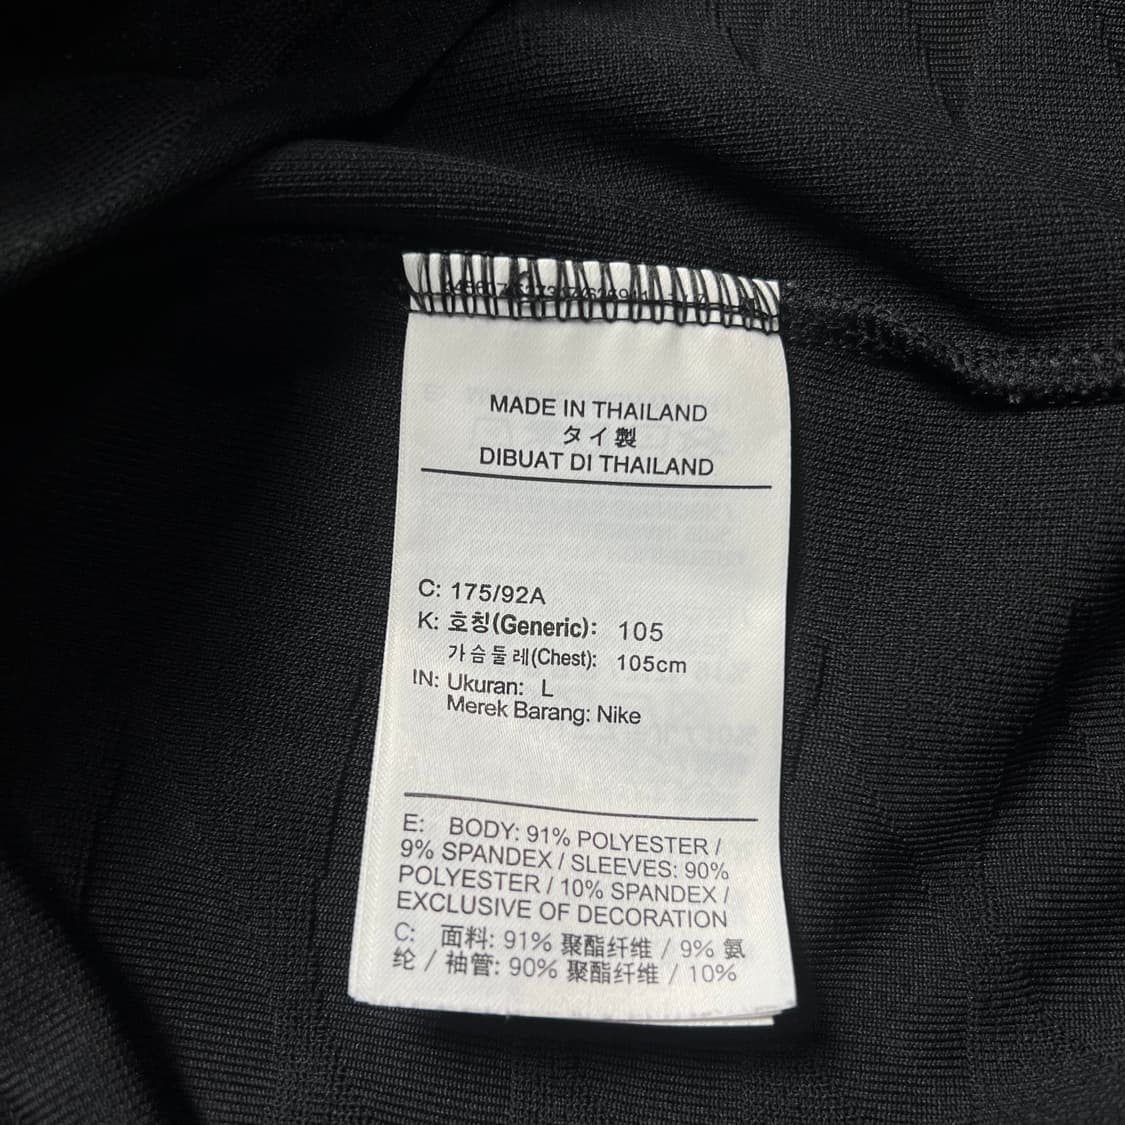 MADE IN THAILAND
タイ製
DIBUAT DI THAILAND
C: 175/92A
K: 호칭(Generic): 105
가슴둘레(Chest): 105cm
IN: Ukuran: L
Merek Barang: Nike
E: BODY: 91% POLYESTER /
9% SPANDEX / SLEEVES: 90%
POLYESTER / 10% SPANDEX /
EXCLUSIVE OF DECORATION
C: 面料: 91% 聚酯纤维 / 9% 氨
纶 / 袖管: 90% 聚酯纤维 / 10%